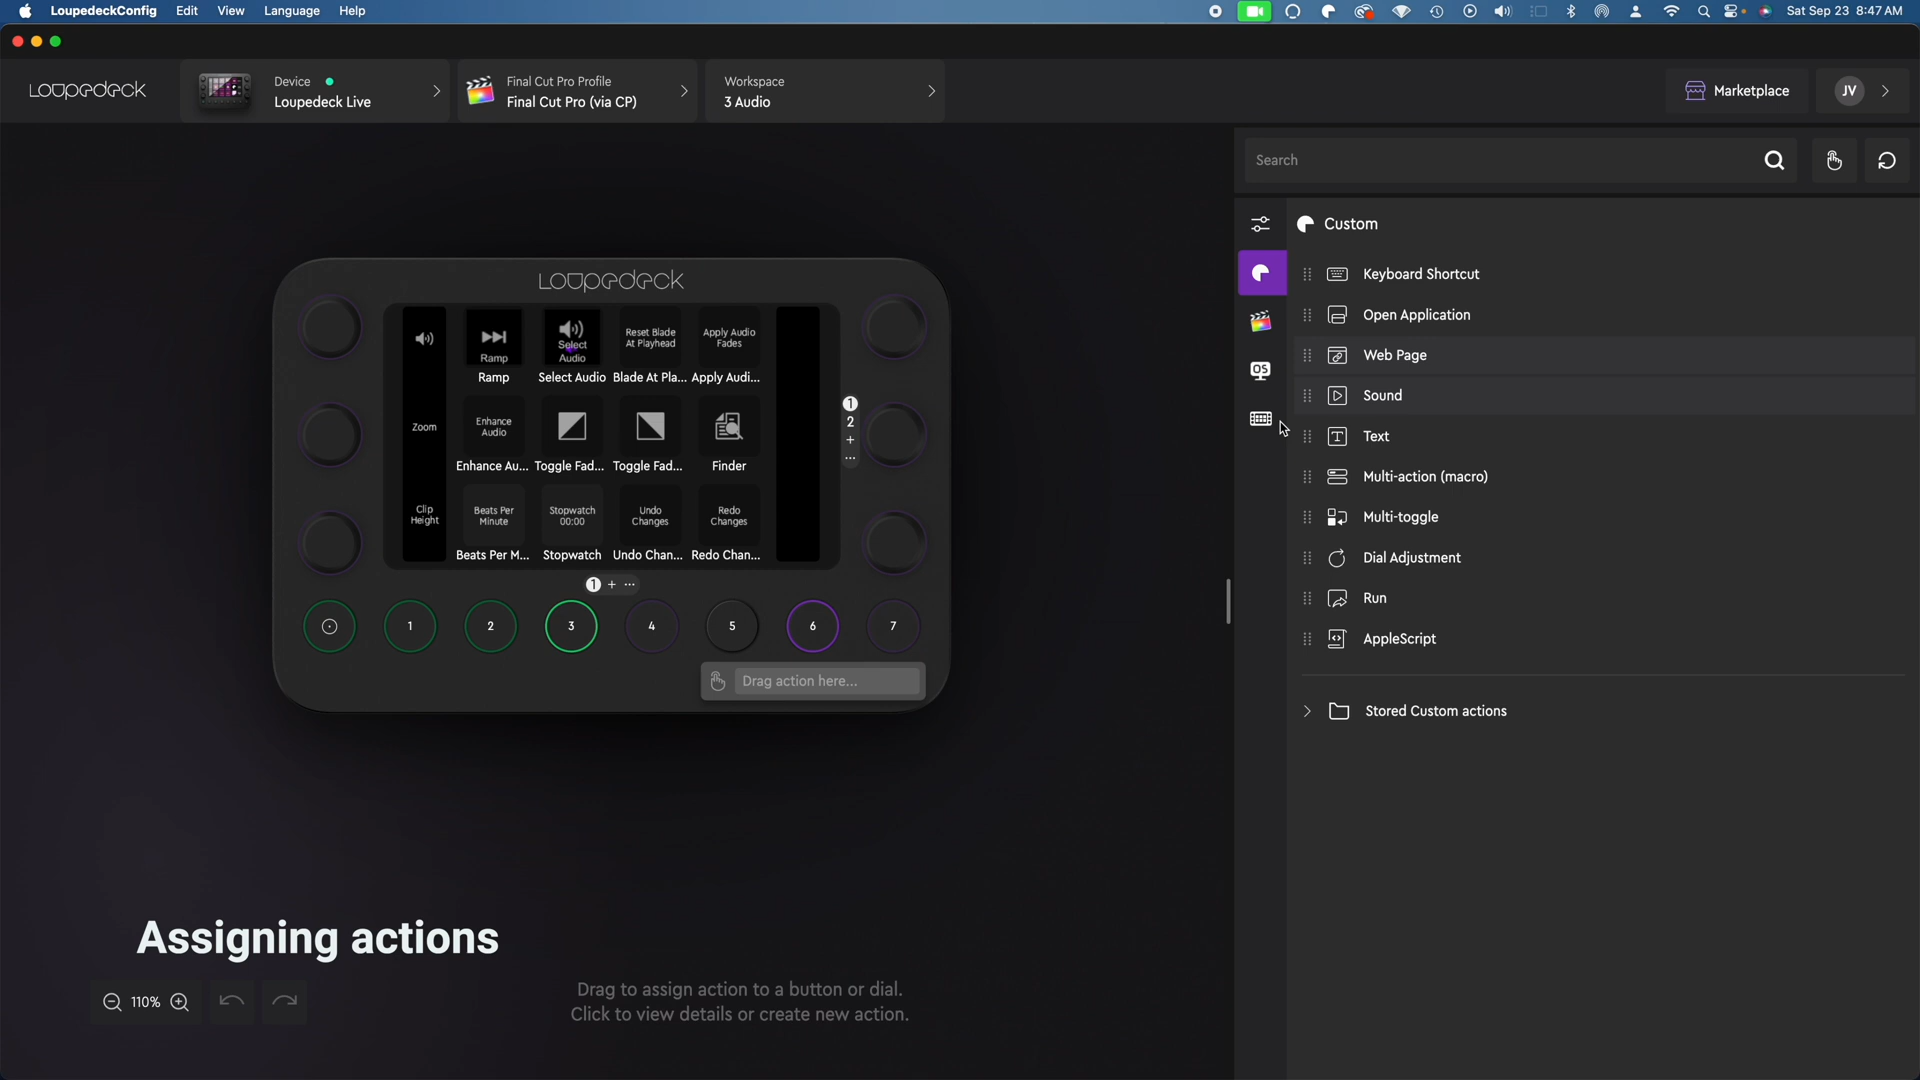 LoupedeckConfig Edit View Language Help
Sat Sep 23 8:47 AM
Loupedeck
Device
Loupedeck Live
Final Cut Pro Profile
Final Cut Pro (via CP)
Workspace
3 Audio
Marketplace
JV
Search
Custom
Keyboard Shortcut
Open Application
Web Page
Sound
Text
Multi-action (macro)
Multi-toggle
Dial Adjustment
Run
AppleScript
Stored Custom actions
OS
Loupedeck
Ramp
Select
Audio
Reset Blade
At Playhead
Apply Audio
Fades
Ramp Select Audio Blade At Pla... Apply Audi...
Zoom
Enhance
Audio
Enhance Au... Toggle Fad... Toggle Fad... Finder
Clip
Height
Beats Per
Minute
Stopwatch
00:00
Undo
Changes
Redo
Changes
Beats Per M... Stopwatch Undo Chan... Redo Chan...
1
2
+
...
1 + ...
1 2 3 4 5 6 7
Drag action here...
Assigning actions
110%
Drag to assign action to a button or dial.
Click to view details or create new action.